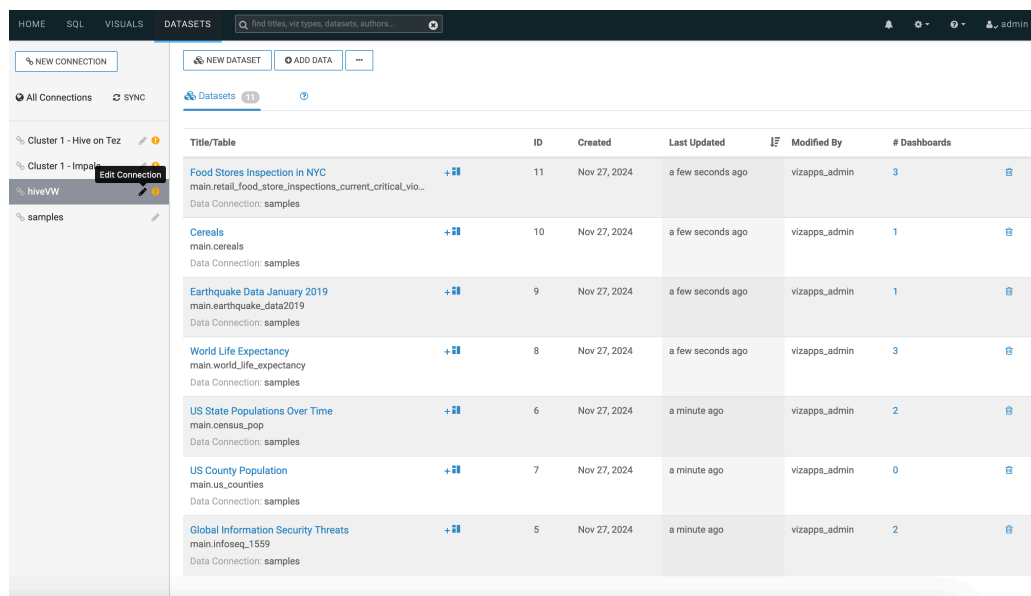 HOME SQL VISUALS DATASETS find titles, viz types, datasets, authors... admin
NEW CONNECTION
All Connections SYNC
Cluster 1 - Hive on Tez
Cluster 1 - Impala
Edit Connection
hiveVW
samples
NEW DATASET ADD DATA ...
Datasets 11
Title/Table ID Created Last Updated Modified By # Dashboards
Food Stores Inspection in NYC 11 Nov 27, 2024 a few seconds ago vizapps_admin 3
main.retail_food_store_inspections_current_critical_vio...
Data Connection: samples
Cereals 10 Nov 27, 2024 a few seconds ago vizapps_admin 1
main.cereals
Data Connection: samples
Earthquake Data January 2019 9 Nov 27, 2024 a few seconds ago vizapps_admin 1
main.earthquake_data2019
Data Connection: samples
World Life Expectancy 8 Nov 27, 2024 a few seconds ago vizapps_admin 3
main.world_life_expectancy
Data Connection: samples
US State Populations Over Time 6 Nov 27, 2024 a minute ago vizapps_admin 2
main.census_pop
Data Connection: samples
US County Population 7 Nov 27, 2024 a minute ago vizapps_admin 0
main.us_counties
Data Connection: samples
Global Information Security Threats 5 Nov 27, 2024 a minute ago vizapps_admin 2
main.infoseq_1559
Data Connection: samples